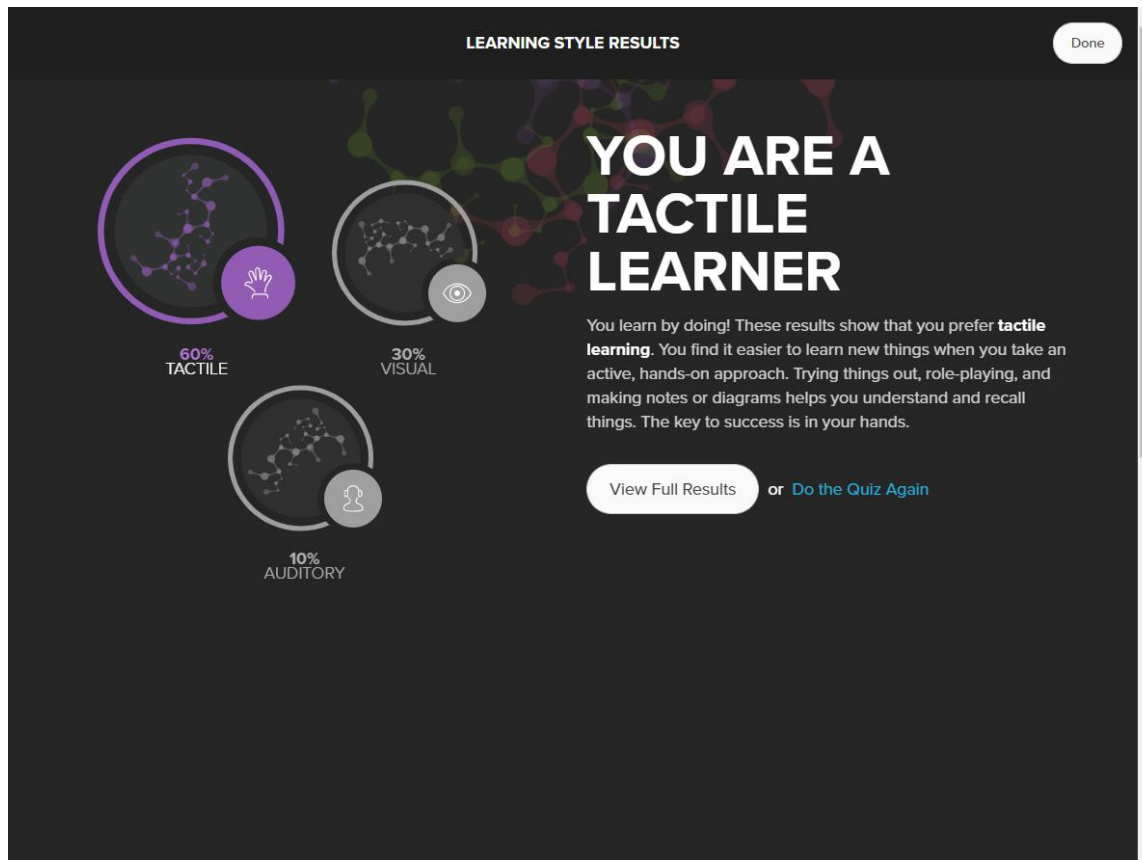 LEARNING STYLE RESULTS
Done
60%
TACTILE
30%
VISUAL
10%
AUDITORY
YOU ARE A
TACTILE
LEARNER
You learn by doing! These results show that you prefer tactile
learning. You find it easier to learn new things when you take an
active, hands-on approach. Trying things out, role-playing, and
making notes or diagrams helps you understand and recall
things. The key to success is in your hands.
View Full Results or Do the Quiz Again